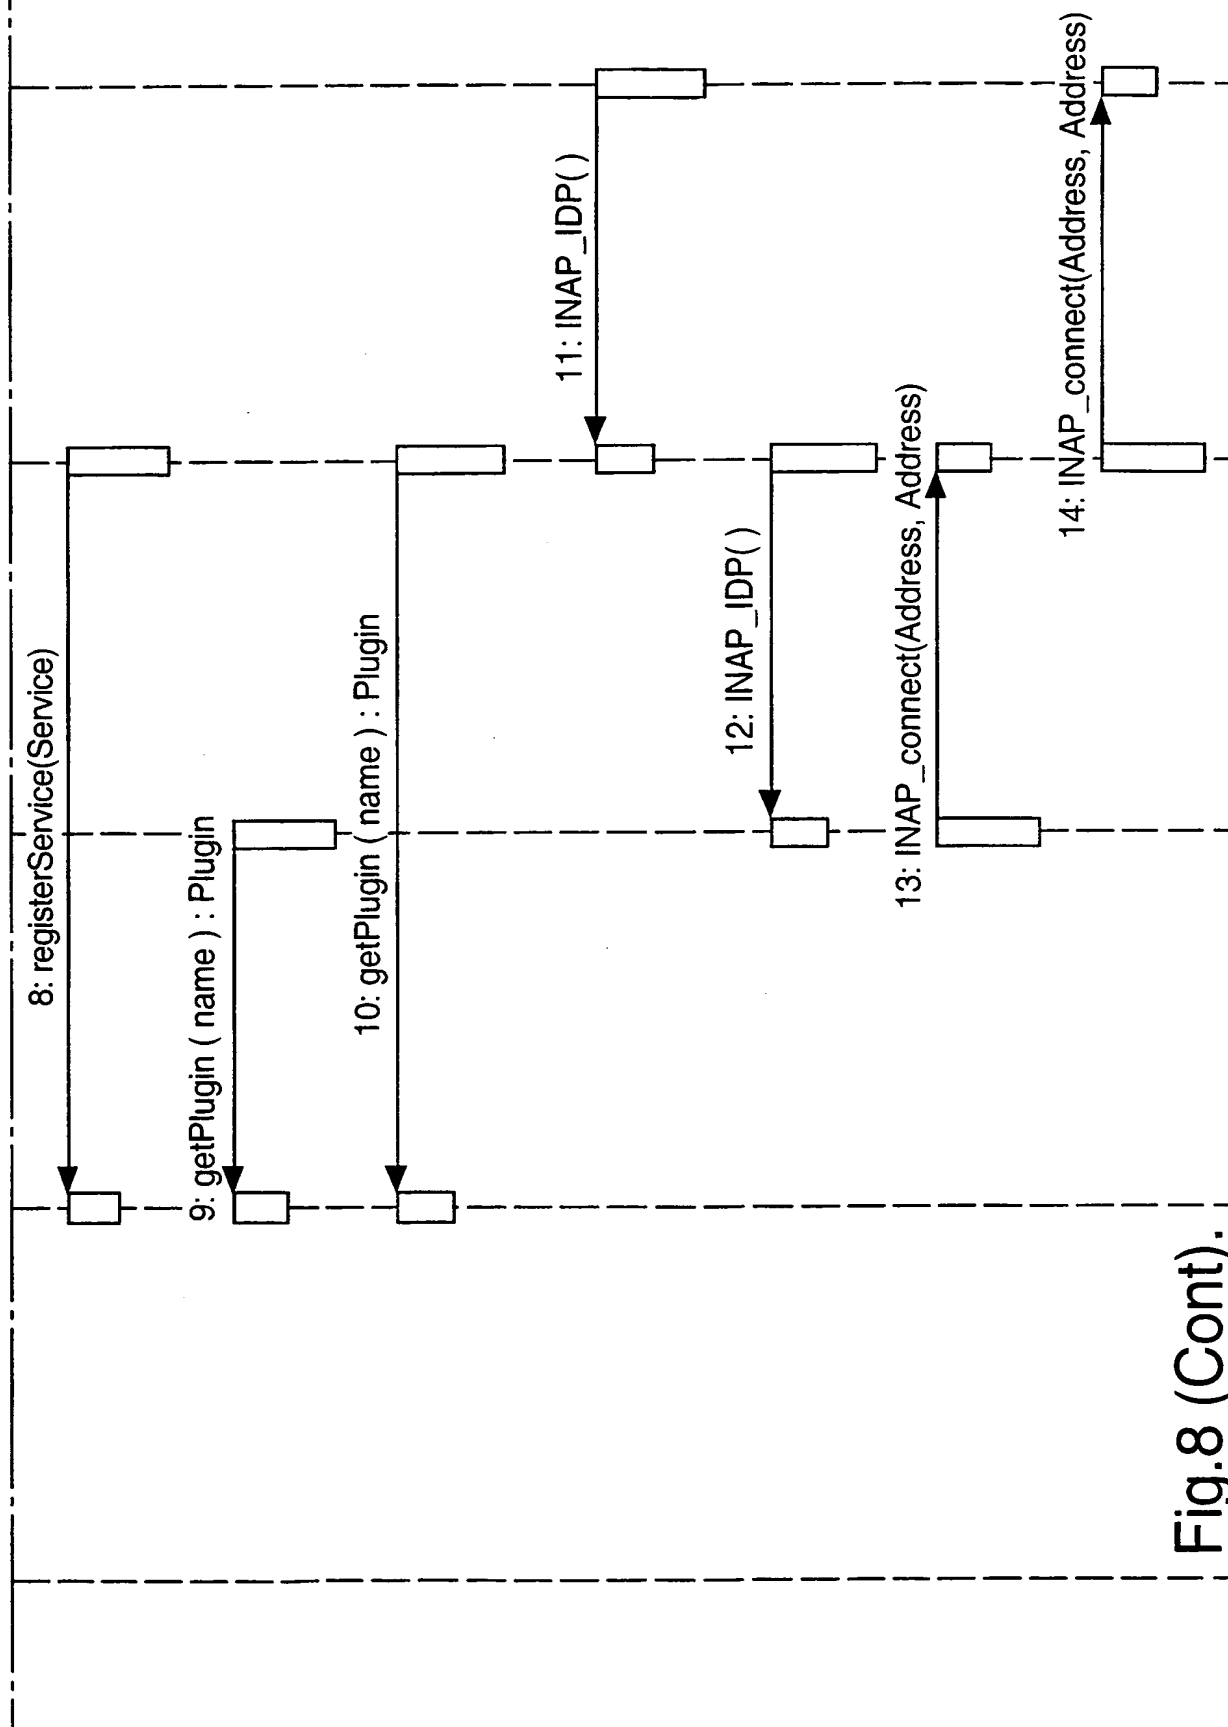 8: registerService(Service)
9: getPlugin ( name ) : Plugin
10: getPlugin ( name ) : Plugin
11: INAP_IDP( )
12: INAP_IDP( )
13: INAP_connect(Address, Address)
14: INAP_connect(Address, Address)
Fig.8 (Cont).